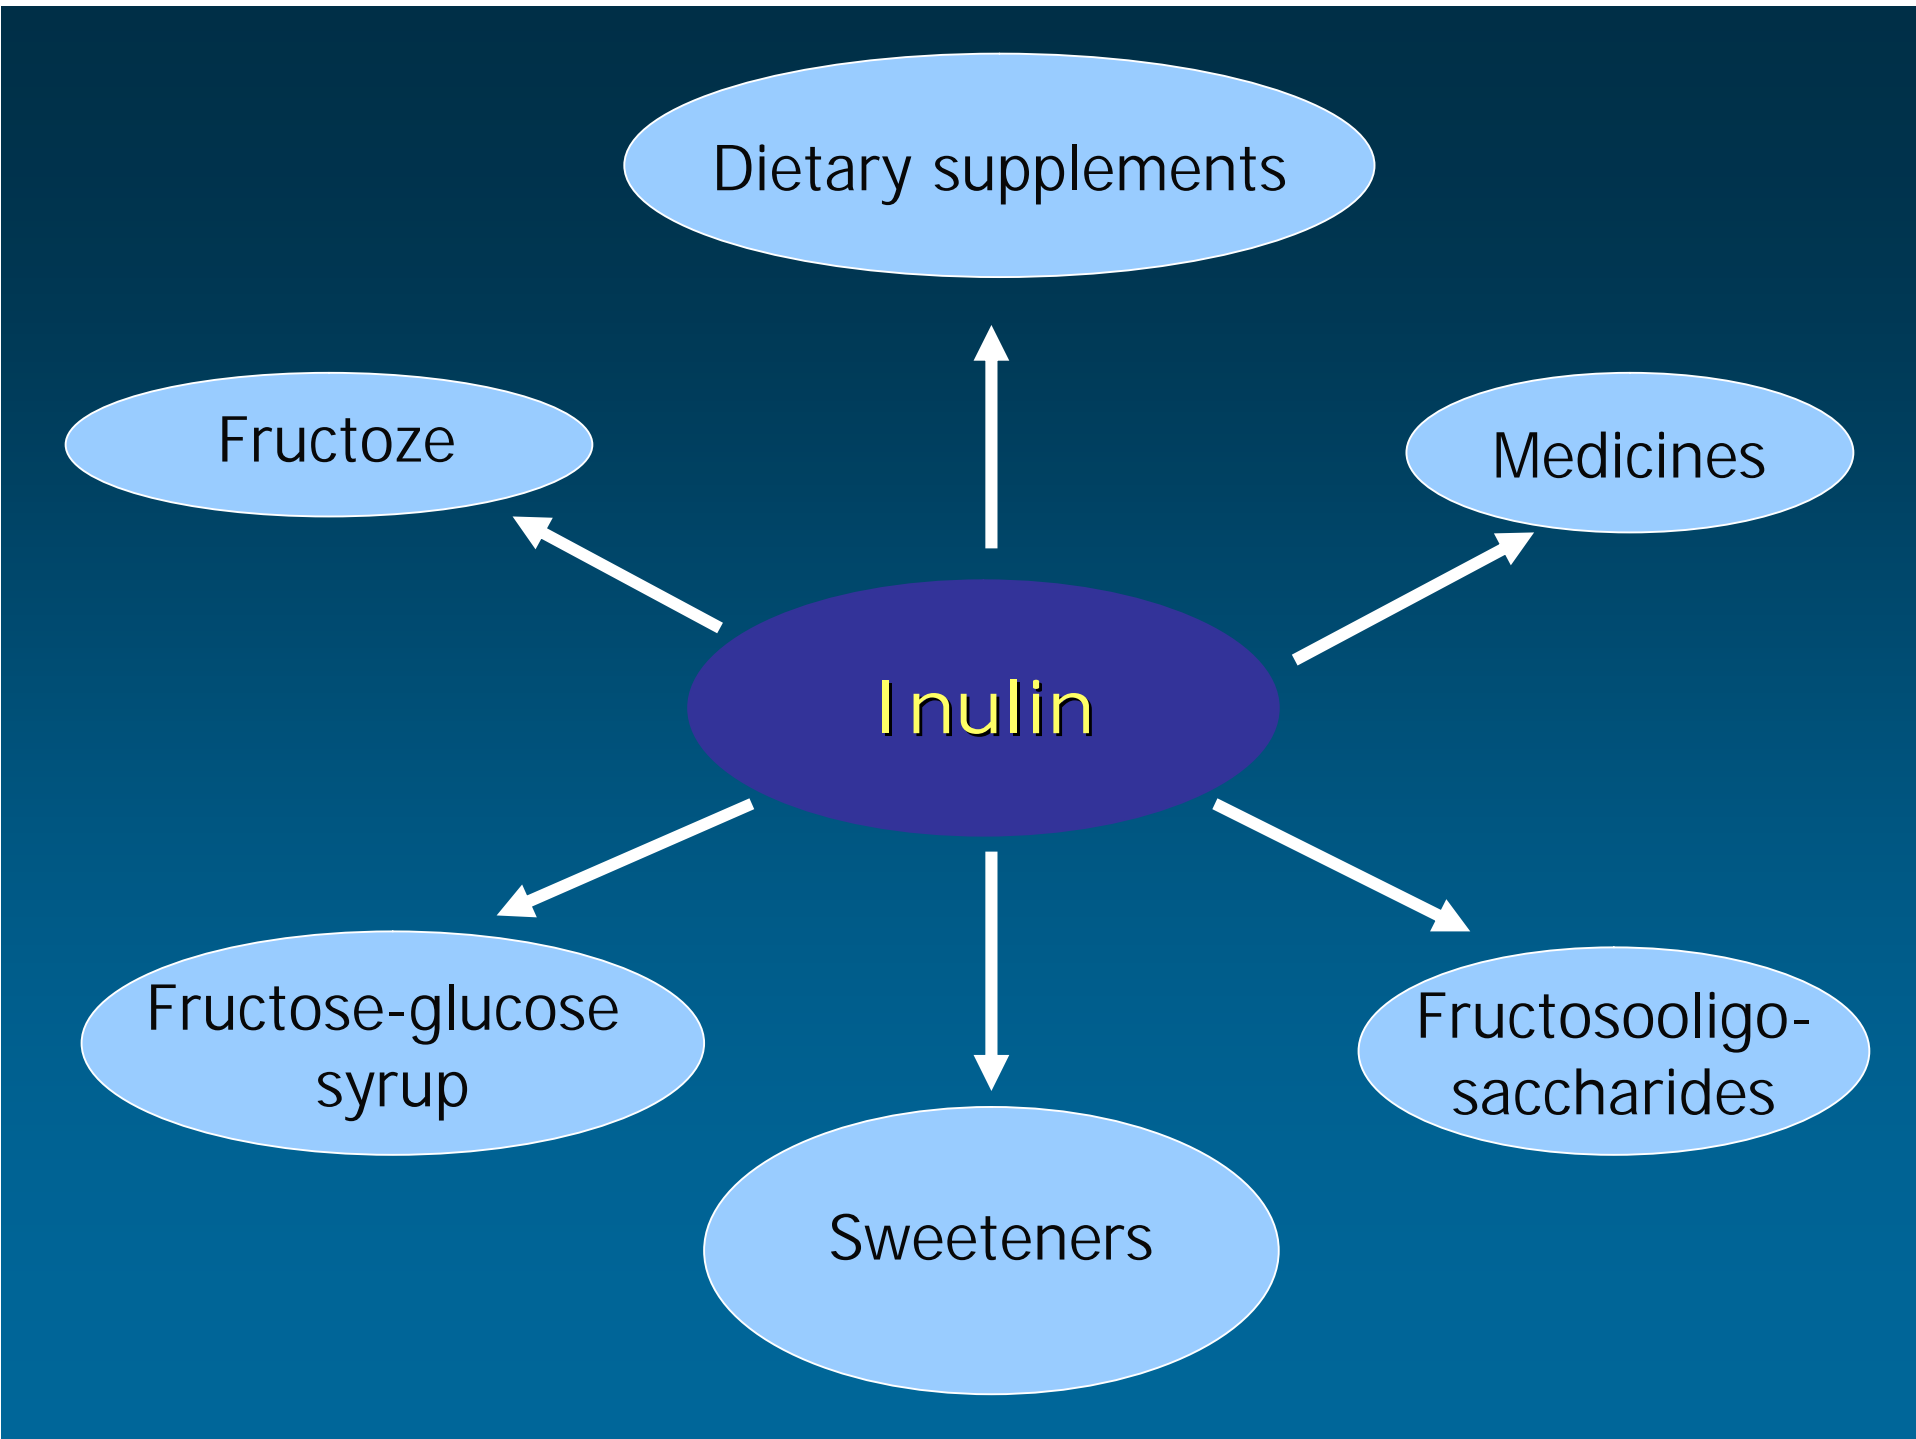 Dietary supplements
Fructoze
Medicines
Inulin
Fructose-glucose
syrup
Fructosooligo-
saccharides
Sweeteners